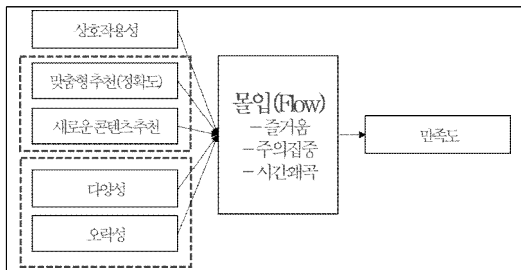 상호작용성
맞춤형추천(정확도)
새로운 콘텐츠추천
다양성
오락성
몰입(Flow)
– 즐거움
– 주의집중
– 시간왜곡
만족도